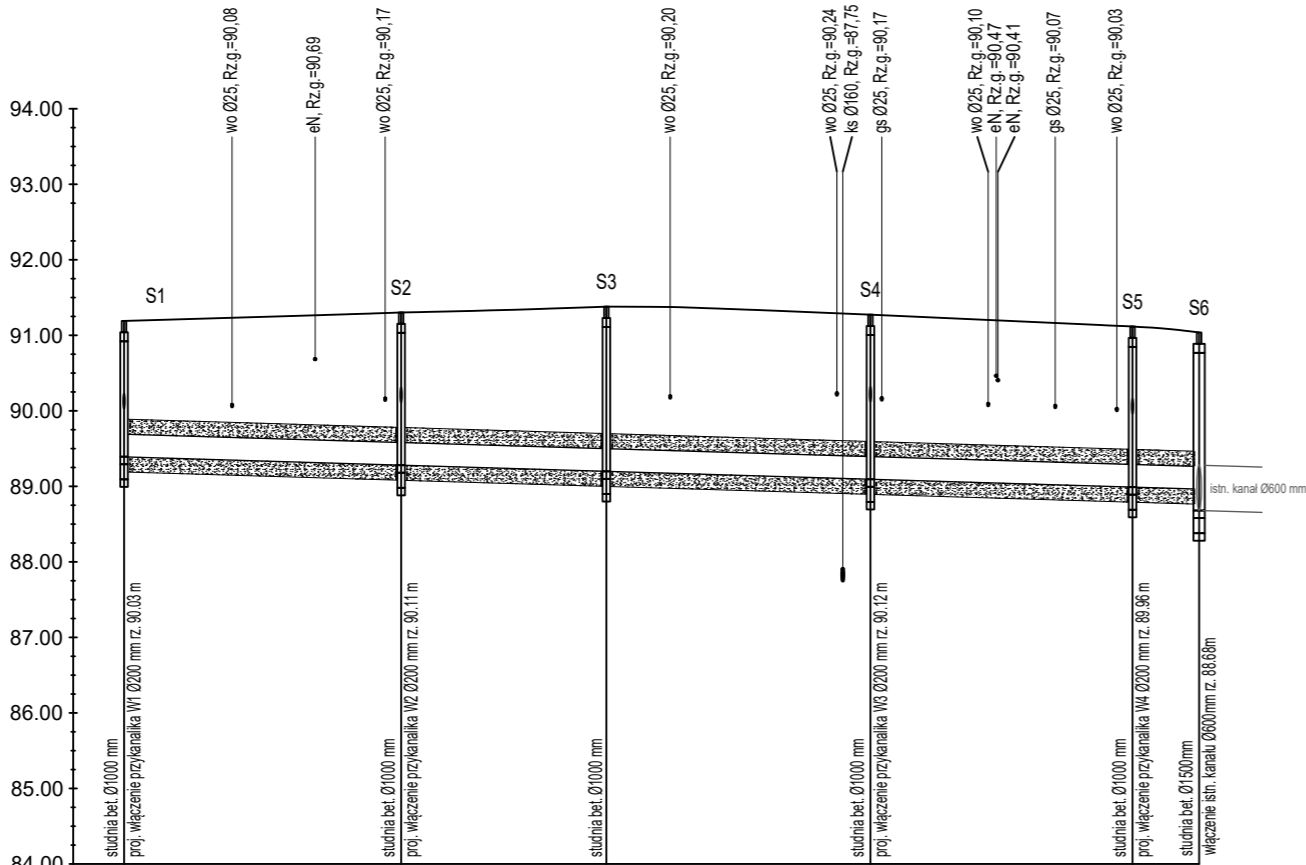 wo Ø25, Rz.g.=90,08
eN, Rz.g.=90,69
wo Ø25, Rz.g.=90,17
wo Ø25, Rz.g.=90,20
wo Ø25, Rz.g.=90,24
ks Ø160, Rz.g.=87,75
gs Ø25, Rz.g.=90,17
wo Ø25, Rz.g.=90,10
eN, Rz.g.=90,47
eN, Rz.g.=90,41
gs Ø25, Rz.g.=90,07
wo Ø25, Rz.g.=90,03
94.00
93.00
92.00
91.00
90.00
89.00
88.00
87.00
86.00
85.00
84.00
S1
S2
S3
S4
S5
S6
istn. kanał Ø600 mm
studnia bet. Ø1000 mm
proj. włączenie przykanalika W1 Ø200 mm rz. 90.03 m
studnia bet. Ø1000 mm
proj. włączenie przykanalika W2 Ø200 mm rz. 90.11 m
studnia bet. Ø1000 mm
studnia bet. Ø1000 mm
proj. włączenie przykanalika W3 Ø200 mm rz. 90.12 m
studnia bet. Ø1000 mm
proj. włączenie przykanalika W4 Ø200 mm rz. 89.96 m
studnia bet. Ø1500mm
włączenie istn. kanału Ø600mm rz. 88.68m